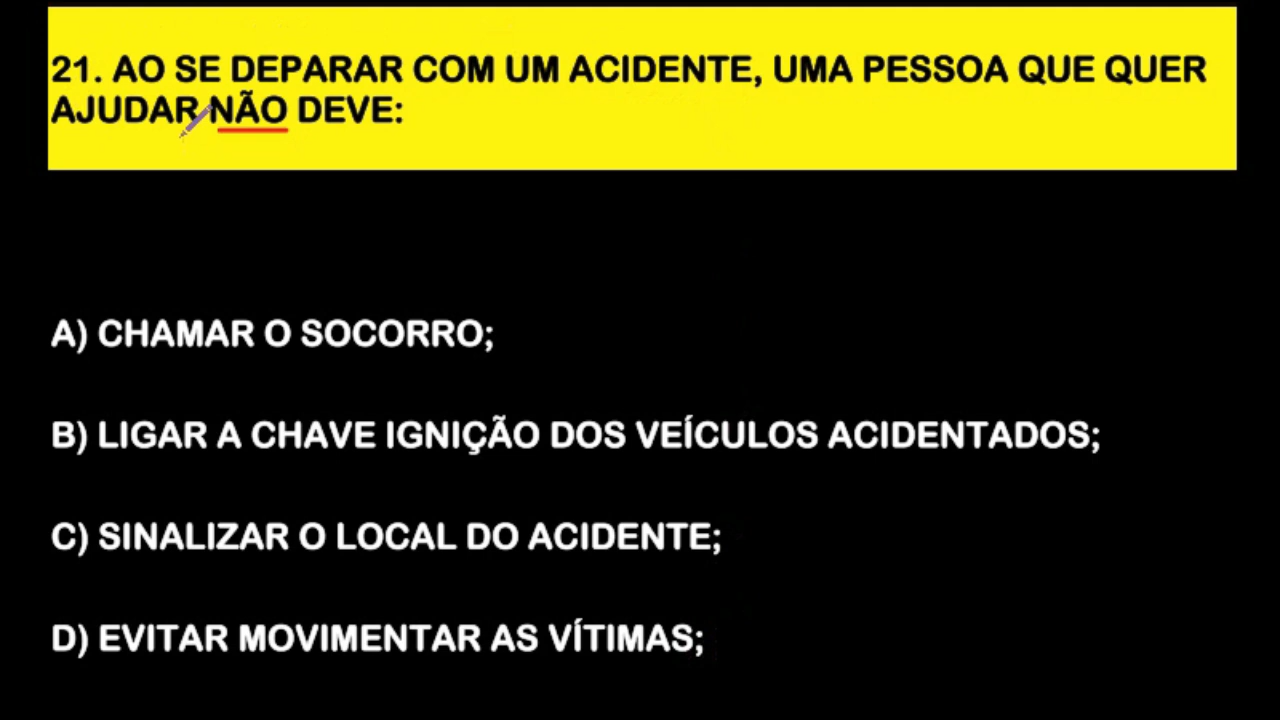 21. AO SE DEPARAR COM UM ACIDENTE, UMA PESSOA QUE QUER
AJUDAR NÃO DEVE:
A) CHAMAR O SOCORRO;
B) LIGAR A CHAVE IGNIÇÃO DOS VEÍCULOS ACIDENTADOS;
C) SINALIZAR O LOCAL DO ACIDENTE;
D) EVITAR MOVIMENTAR AS VÍTIMAS;